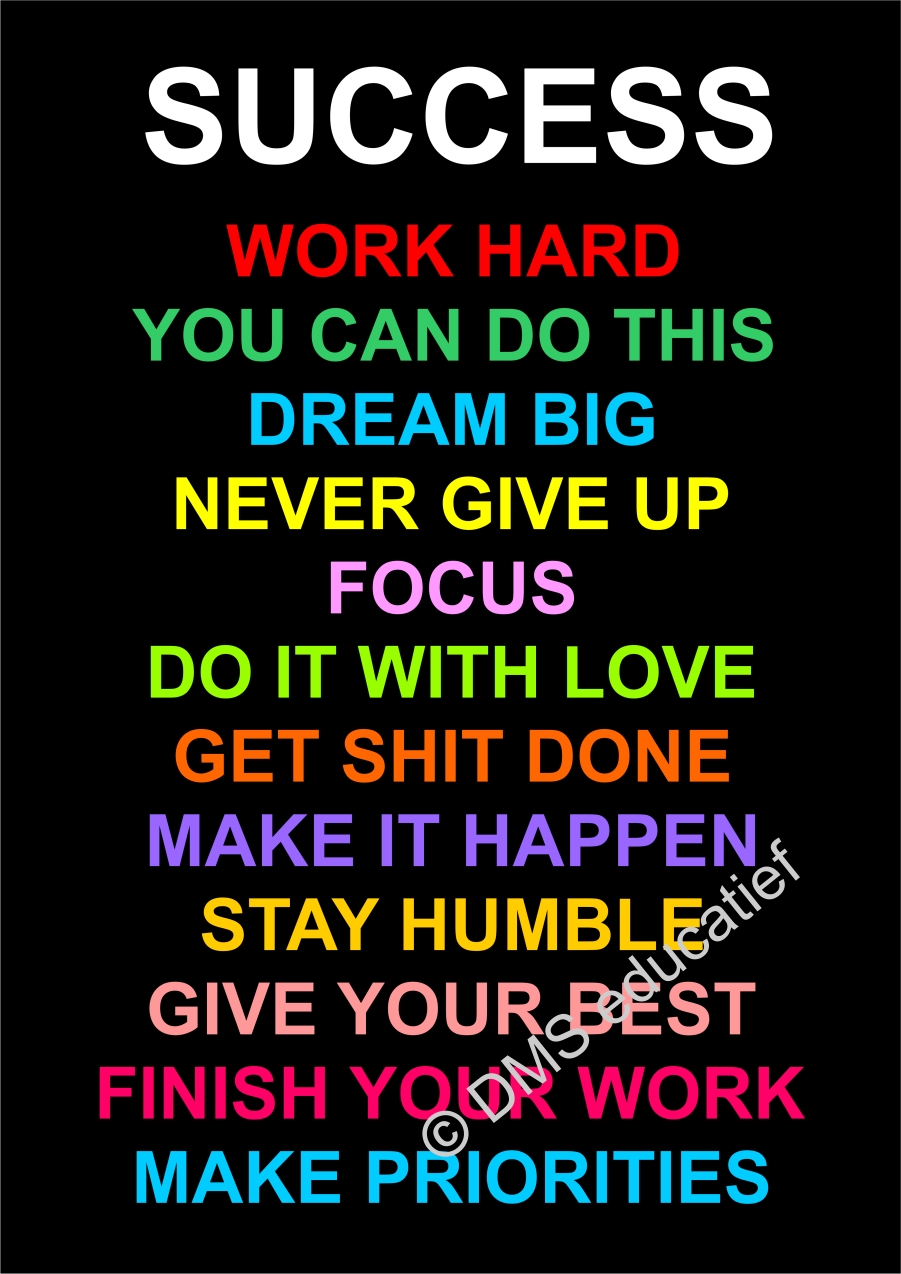 SUCCESS
WORK HARD
YOU CAN DO THIS
DREAM BIG
NEVER GIVE UP
FOCUS
DO IT WITH LOVE
GET SHIT DONE
MAKE IT HAPPEN
STAY HUMBLE
GIVE YOUR BEST
FINISH YOUR WORK
MAKE PRIORITIES
© DMS educatief